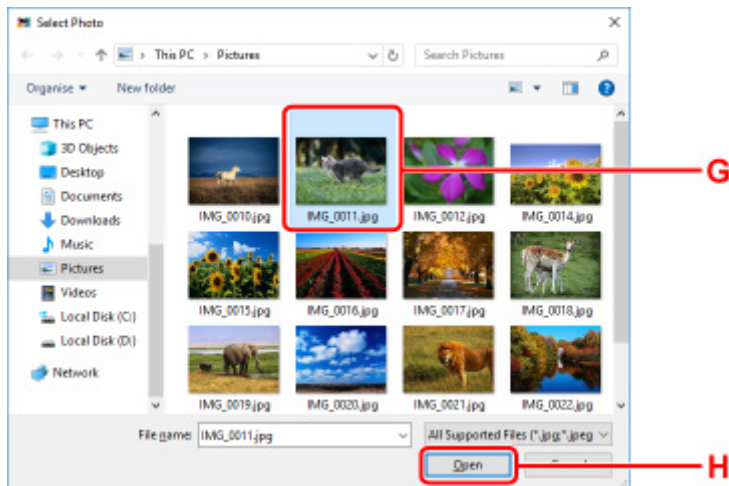 Select Photo
This PC > Pictures
Search Pictures
Organise
New folder
This PC
3D Objects
Desktop
Documents
Downloads
Music
Pictures
Videos
Local Disk (C:)
Local Disk (D:)
Network
IMG_0010.jpg
IMG_0011.jpg
IMG_0012.jpg
IMG_0014.jpg
G
IMG_0015.jpg
IMG_0016.jpg
IMG_0017.jpg
IMG_0018.jpg
IMG_0019.jpg
IMG_0020.jpg
IMG_0021.jpg
IMG_0022.jpg
File name: IMG_0011.jpg
All Supported Files (*.jpg;*.jpeg
Open
H